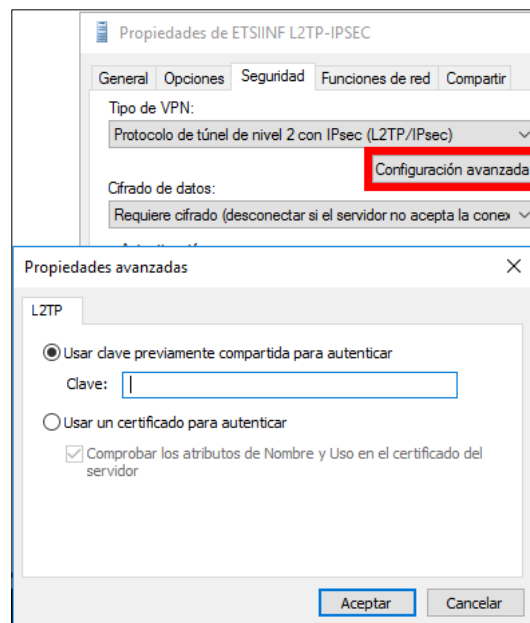 Propiedades de ETSIINF L2TP-IPSEC
General Opciones Seguridad Funciones de red Compartir
Tipo de VPN:
Protocolo de túnel de nivel 2 con IPsec (L2TP/IPsec)
Configuración avanzada
Cifrado de datos:
Requiere cifrado (desconectar si el servidor no acepta la conex
Propiedades avanzadas
L2TP
Usar clave previamente compartida para autenticar
Clave:
Usar un certificado para autenticar
Comprobar los atributos de Nombre y Uso en el certificado del
servidor
Aceptar Cancelar